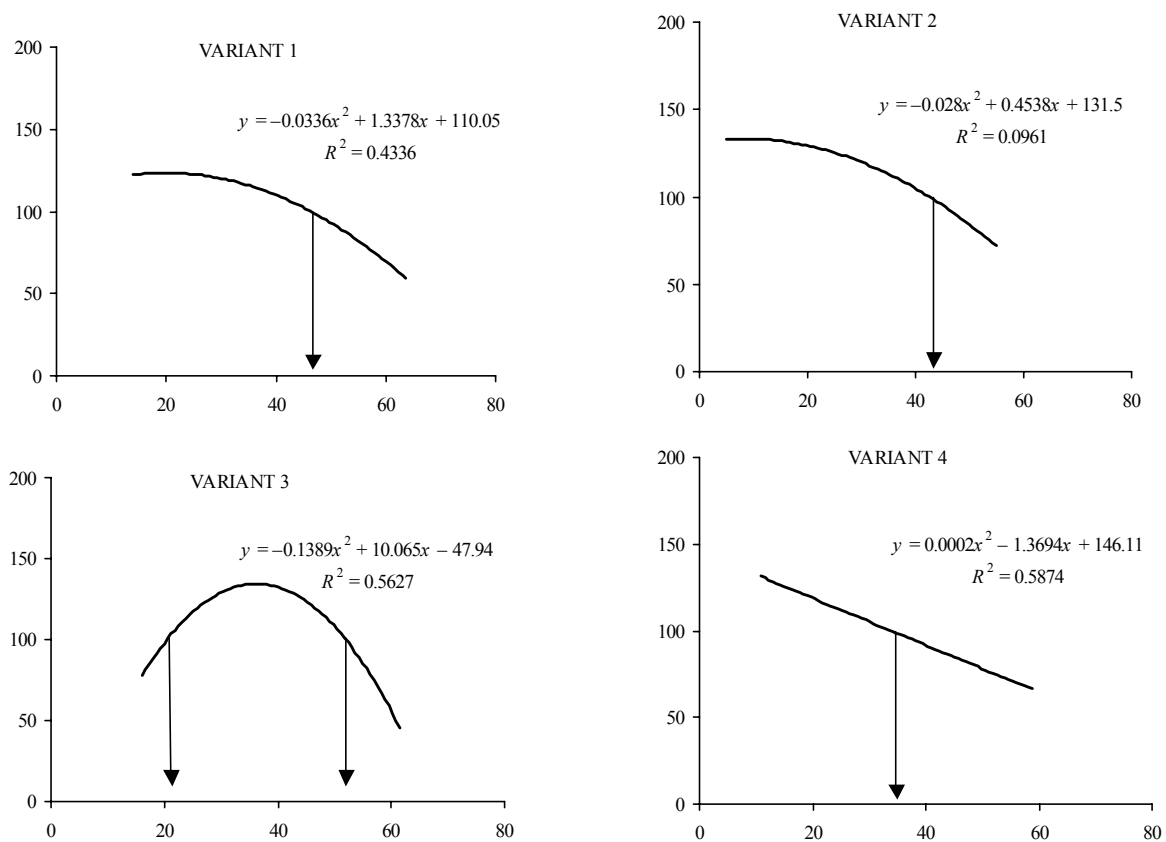 VARIANT 1
200
150
100
50
0
y = –0.0336x² + 1.3378x + 110.05
R² = 0.4336
0 20 40 60 80
VARIANT 2
200
150
100
50
0
y = –0.028x² + 0.4538x + 131.5
R² = 0.0961
0 20 40 60 80
VARIANT 3
200
150
100
50
0
y = –0.1389x² + 10.065x – 47.94
R² = 0.5627
0 20 40 60 80
VARIANT 4
200
150
100
50
0
y = 0.0002x² – 1.3694x + 146.11
R² = 0.5874
0 20 40 60 80